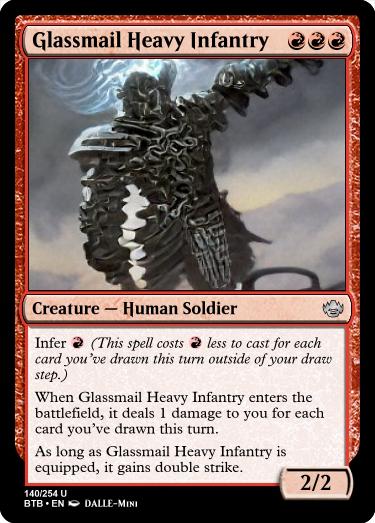 Glassmail Heavy Infantry
Creature — Human Soldier
Infer (This spell costs less to cast for each
card you've drawn this turn outside of your draw
step.)
When Glassmail Heavy Infantry enters the
battlefield, it deals 1 damage to you for each
card you've drawn this turn.
As long as Glassmail Heavy Infantry is
equipped, it gains double strike.
2/2
140/254 U
BTB • EN DALLE-Mini